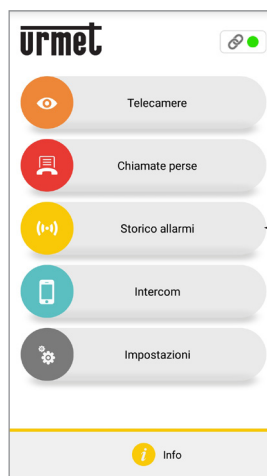 urmet
Telecamere
Chiamate perse
Storico allarmi
Intercom
Impostazioni
i Info